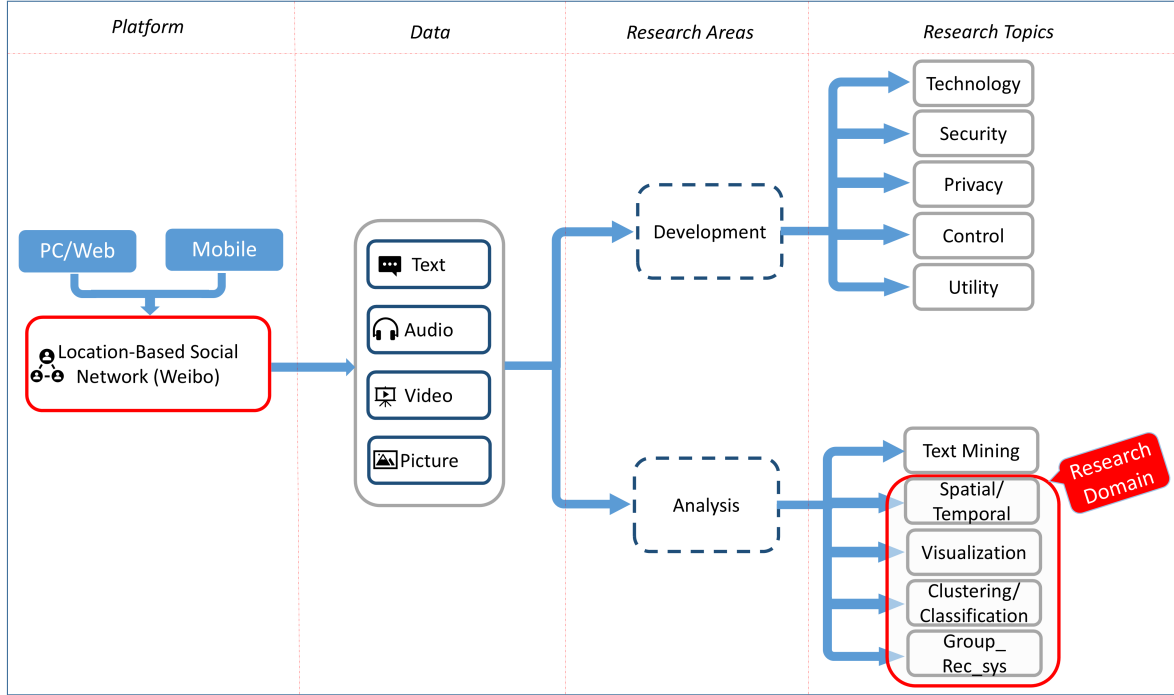 Platform
Data
Research Areas
Research Topics
PC/Web
Mobile
Location-Based Social
Network (Weibo)
Text
Audio
Video
Picture
Development
Analysis
Technology
Security
Privacy
Control
Utility
Text Mining
Spatial/
Temporal
Visualization
Clustering/
Classification
Group_
Rec_sys
Research
Domain